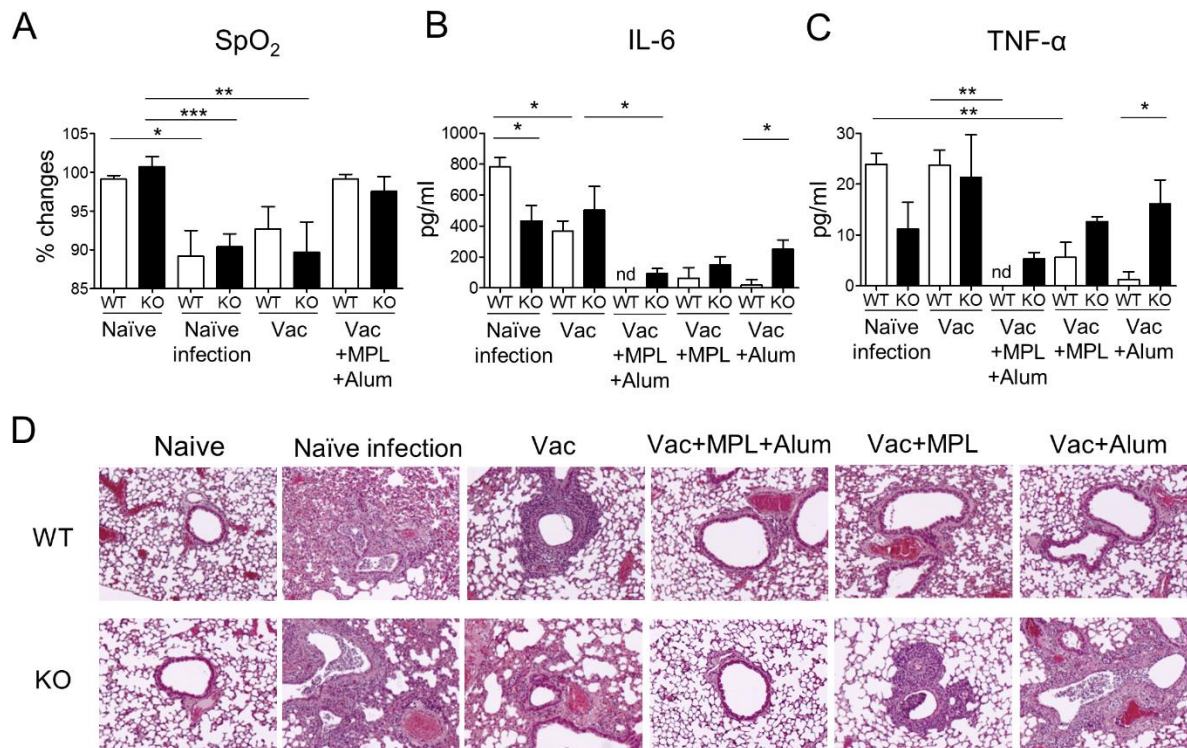 A
SpO2
**
***
*
% changes
105
100
95
90
85
WT KO WT KO WT KO WT KO
Naïve Naïve Vac Vac
infection +MPL
+Alum
B
IL-6
* *
* *
pg/ml
1000
800
600
400
200
0
nd
WT KO WT KO WT KO WT KO WT KO
Naïve Vac Vac Vac Vac
infection +MPL +MPL +Alum
+Alum
C
TNF-α
**
** *
pg/ml
30
20
10
0
nd
WT KO WT KO WT KO WT KO WT KO
Naïve Vac Vac Vac Vac
infection +MPL +MPL +Alum
+Alum
D
Naive Naïve infection Vac Vac+MPL+Alum Vac+MPL Vac+Alum
WT
KO